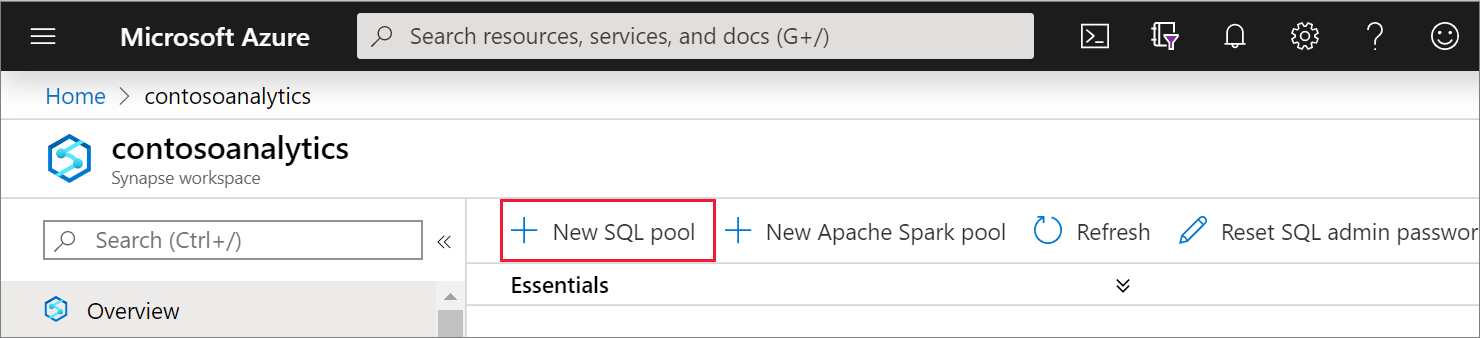 Microsoft Azure Search resources, services, and docs (G+/)
Home > contosoanalytics
contosoanalytics
Synapse workspace
Search (Ctrl+/) «
+ New SQL pool + New Apache Spark pool Refresh Reset SQL admin passwor
Essentials
Overview